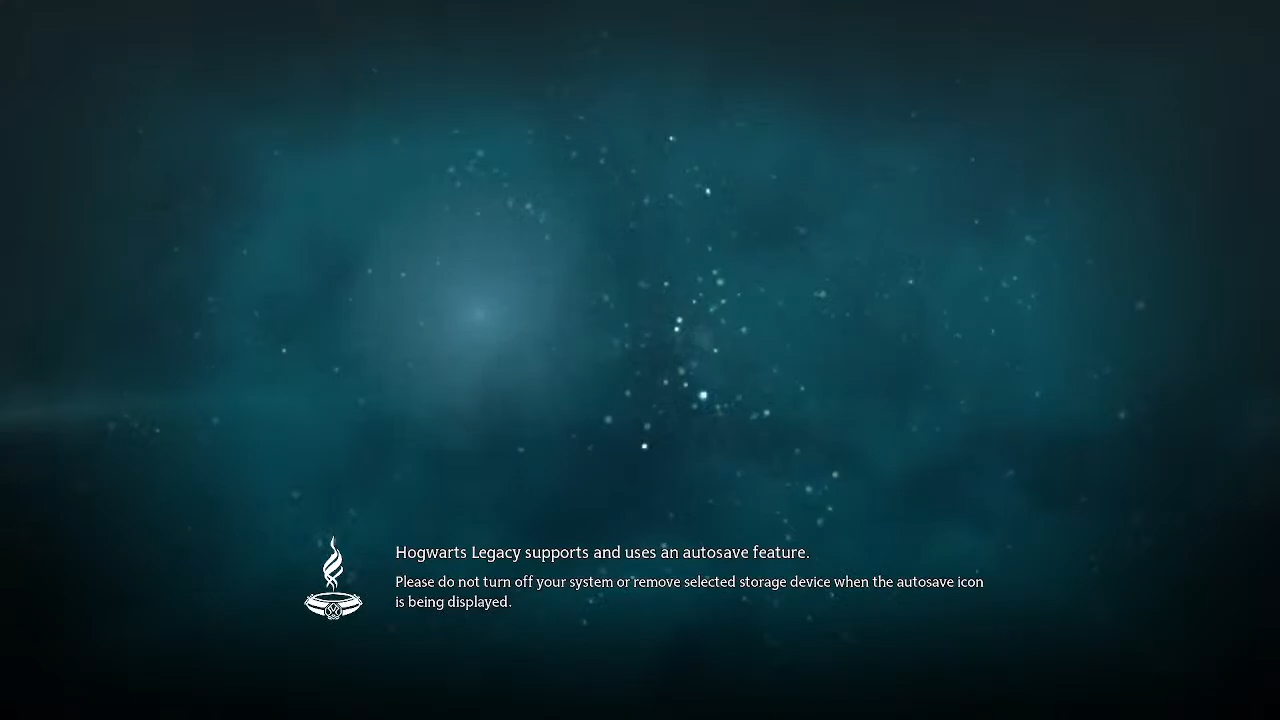 Hogwarts Legacy supports and uses an autosave feature.
Please do not turn off your system or remove selected storage device when the autosave icon
is being displayed.